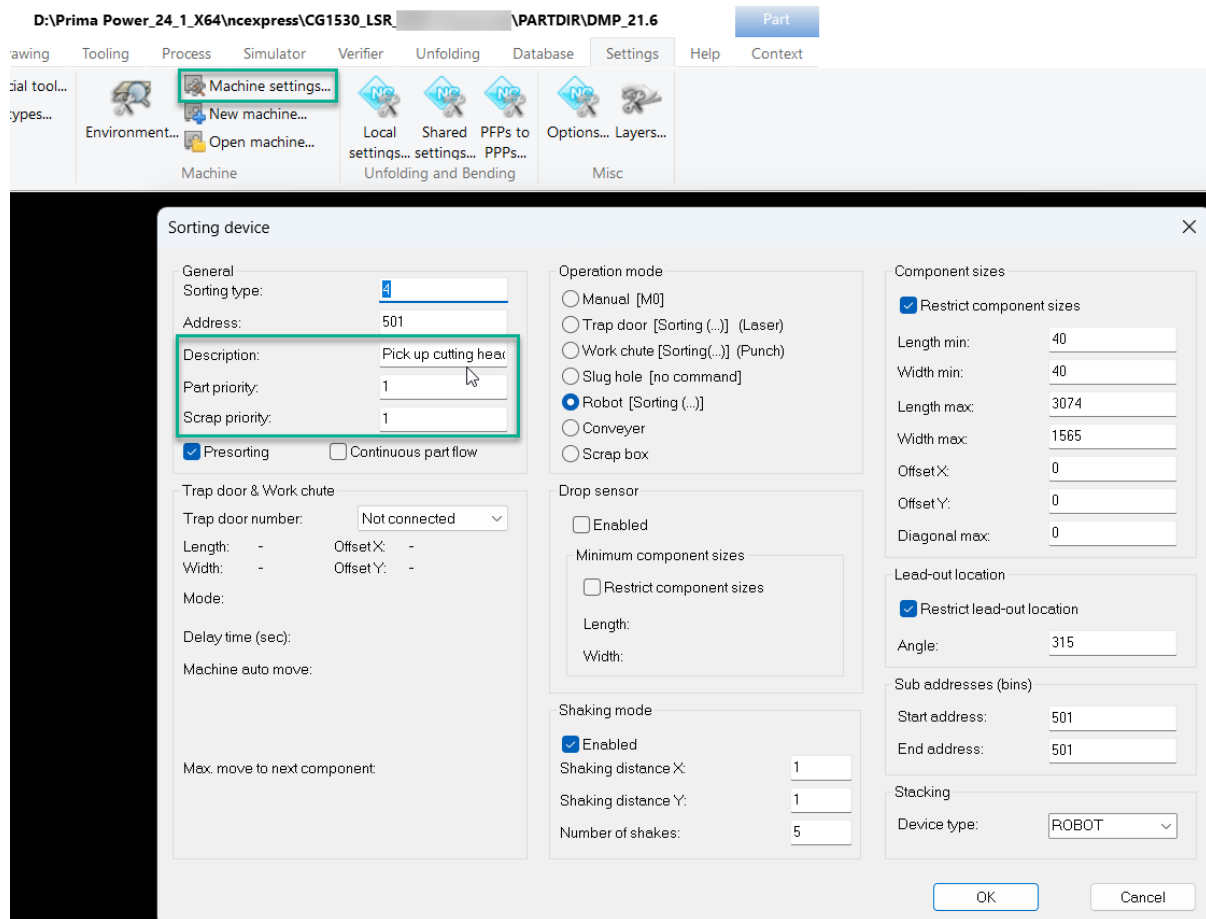 D:\Prima Power_24_1_X64\ncexpress\CG1530_LSR_ \PARTDIR\DMP_21.6
Part
rawing Tooling Process Simulator Verifier Unfolding Database Settings Help Context
cial tool...
types...
Environment...
Machine settings...
New machine...
Open machine...
Machine
Local settings...
Shared settings...
PFPs to PPPs...
Unfolding and Bending
Options...
Layers...
Misc
Sorting device
General
Sorting type: 4
Address: 501
Description: Pick up cutting head
Part priority: 1
Scrap priority: 1
Presorting
Continuous part flow
Trap door & Work chute
Trap door number: Not connected
Length: - Offset X: -
Width: - Offset Y: -
Mode:
Delay time (sec):
Machine auto move:
Max. move to next component:
Operation mode
Manual [M0]
Trap door [Sorting (...)] (Laser)
Work chute [Sorting(...)] (Punch)
Slug hole [no command]
Robot [Sorting (...)]
Conveyer
Scrap box
Drop sensor
Enabled
Minimum component sizes
Restrict component sizes
Length:
Width:
Shaking mode
Enabled
Shaking distance X: 1
Shaking distance Y: 1
Number of shakes: 5
Component sizes
Restrict component sizes
Length min: 40
Width min: 40
Length max: 3074
Width max: 1565
Offset X: 0
Offset Y: 0
Diagonal max: 0
Lead-out location
Restrict lead-out location
Angle: 315
Sub addresses (bins)
Start address: 501
End address: 501
Stacking
Device type: ROBOT
OK
Cancel